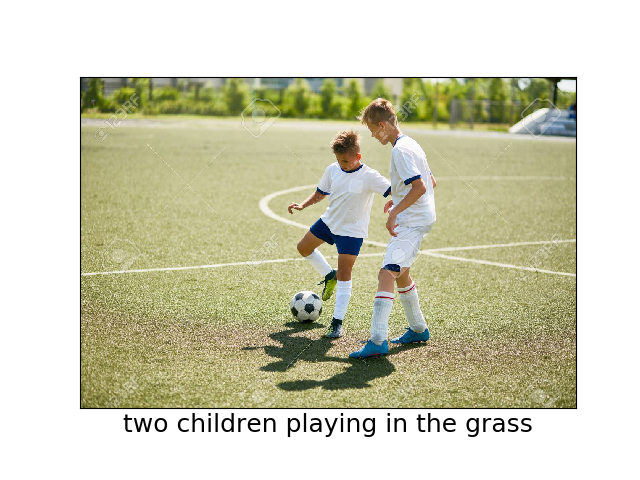 two children playing in the grass